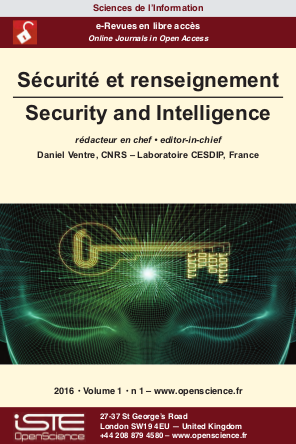 Sciences de l'Information
e-Revues en libre accès
Online Journals in Open Access
Sécurité et renseignement
Security and Intelligence
rédacteur en chef • editor-in-chief
Daniel Ventre, CNRS – Laboratoire CESDIP, France
2016 • Volume 1 • n 1 – www.openscience.fr
iSTE
OpenScience
27-37 St George's Road
London SW19 4EU — United Kingdom
+44 208 879 4580 – www.openscience.fr